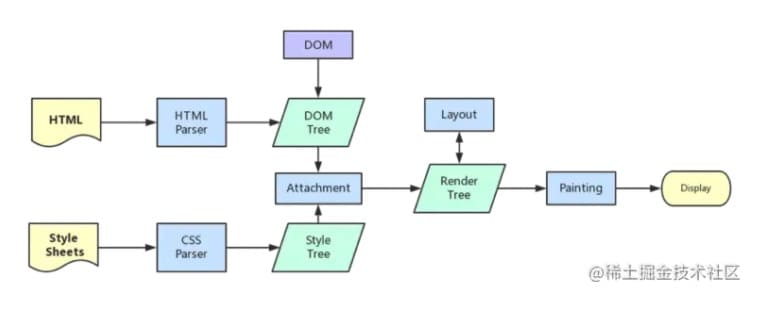 DOM
HTML
HTML
Parser
DOM
Tree
Layout
Attachment
Render
Tree
Painting
Display
Style
Sheets
CSS
Parser
Style
Tree
@稀土掘金技术社区